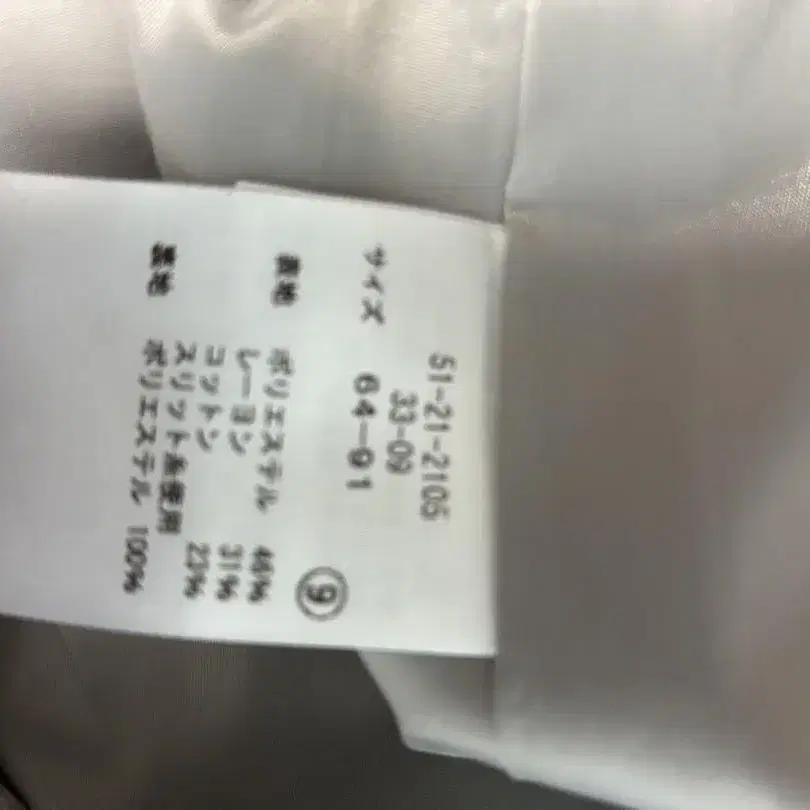 51-21-2105
33-09
サイズ 64-91
⑨
表地 ポリエステル 46%
レーヨン 31%
コットン 23%
スリット糸使用
裏地 ポリエステル 100%